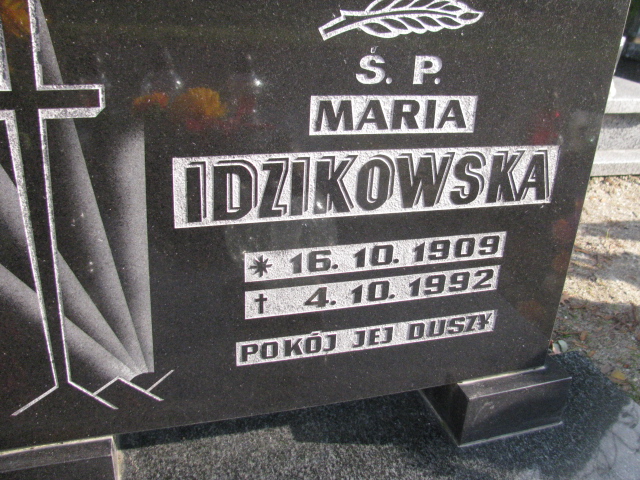 Ś. P.
MARIA
IDZIKOWSKA
* 16. 10. 1909
† 4. 10. 1992
POKÓJ JEJ DUSZY